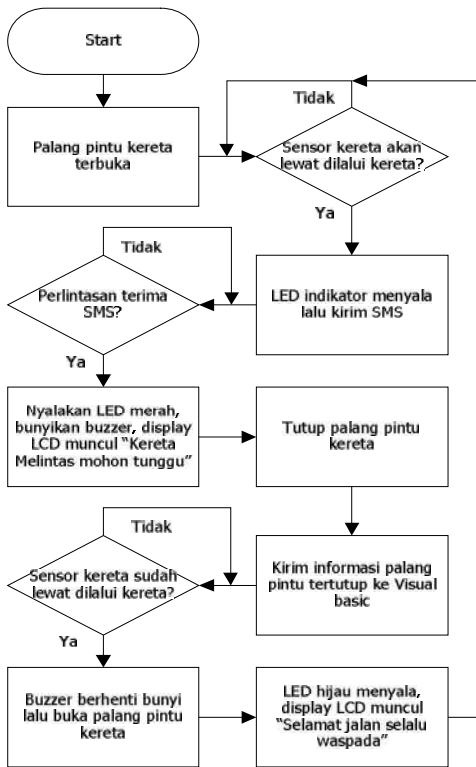 Start
Palang pintu kereta
terbuka
Tidak
Sensor kereta akan
lewat dilalui kereta?
Ya
LED indikator menyala
lalu kirim SMS
Tidak
Perlintasan terima
SMS?
Ya
Nyalakan LED merah,
bunyikan buzzer, display
LCD muncul “Kereta
Melintas mohon tunggu”
Tutup palang pintu
kereta
Kirim informasi palang
pintu tertutup ke Visual
basic
Tidak
Sensor kereta sudah
lewat dilalui kereta?
Ya
Buzzer berhenti bunyi
lalu buka palang pintu
kereta
LED hijau menyala,
display LCD muncul
“Selamat jalan selalu
waspada”